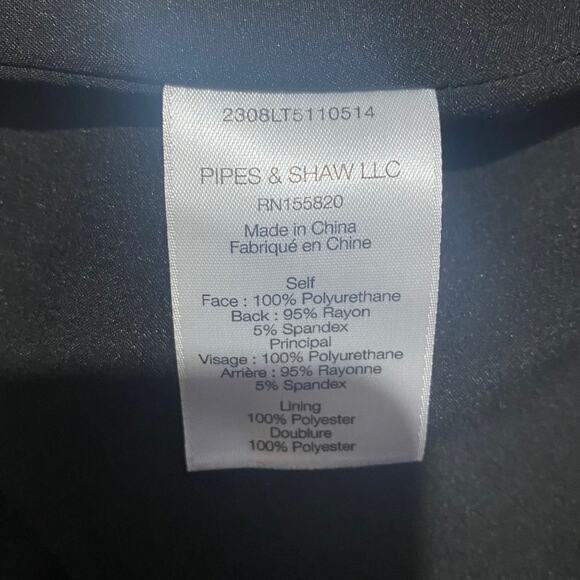 2308LT5110514
PIPES & SHAW LLC
RN155820
Made in China
Fabriqué en Chine
Self
Face : 100% Polyurethane
Back : 95% Rayon
5% Spandex
Principal
Visage : 100% Polyurethane
Arrière : 95% Rayonne
5% Spandex
Lining
100% Polyester
Doublure
100% Polyester